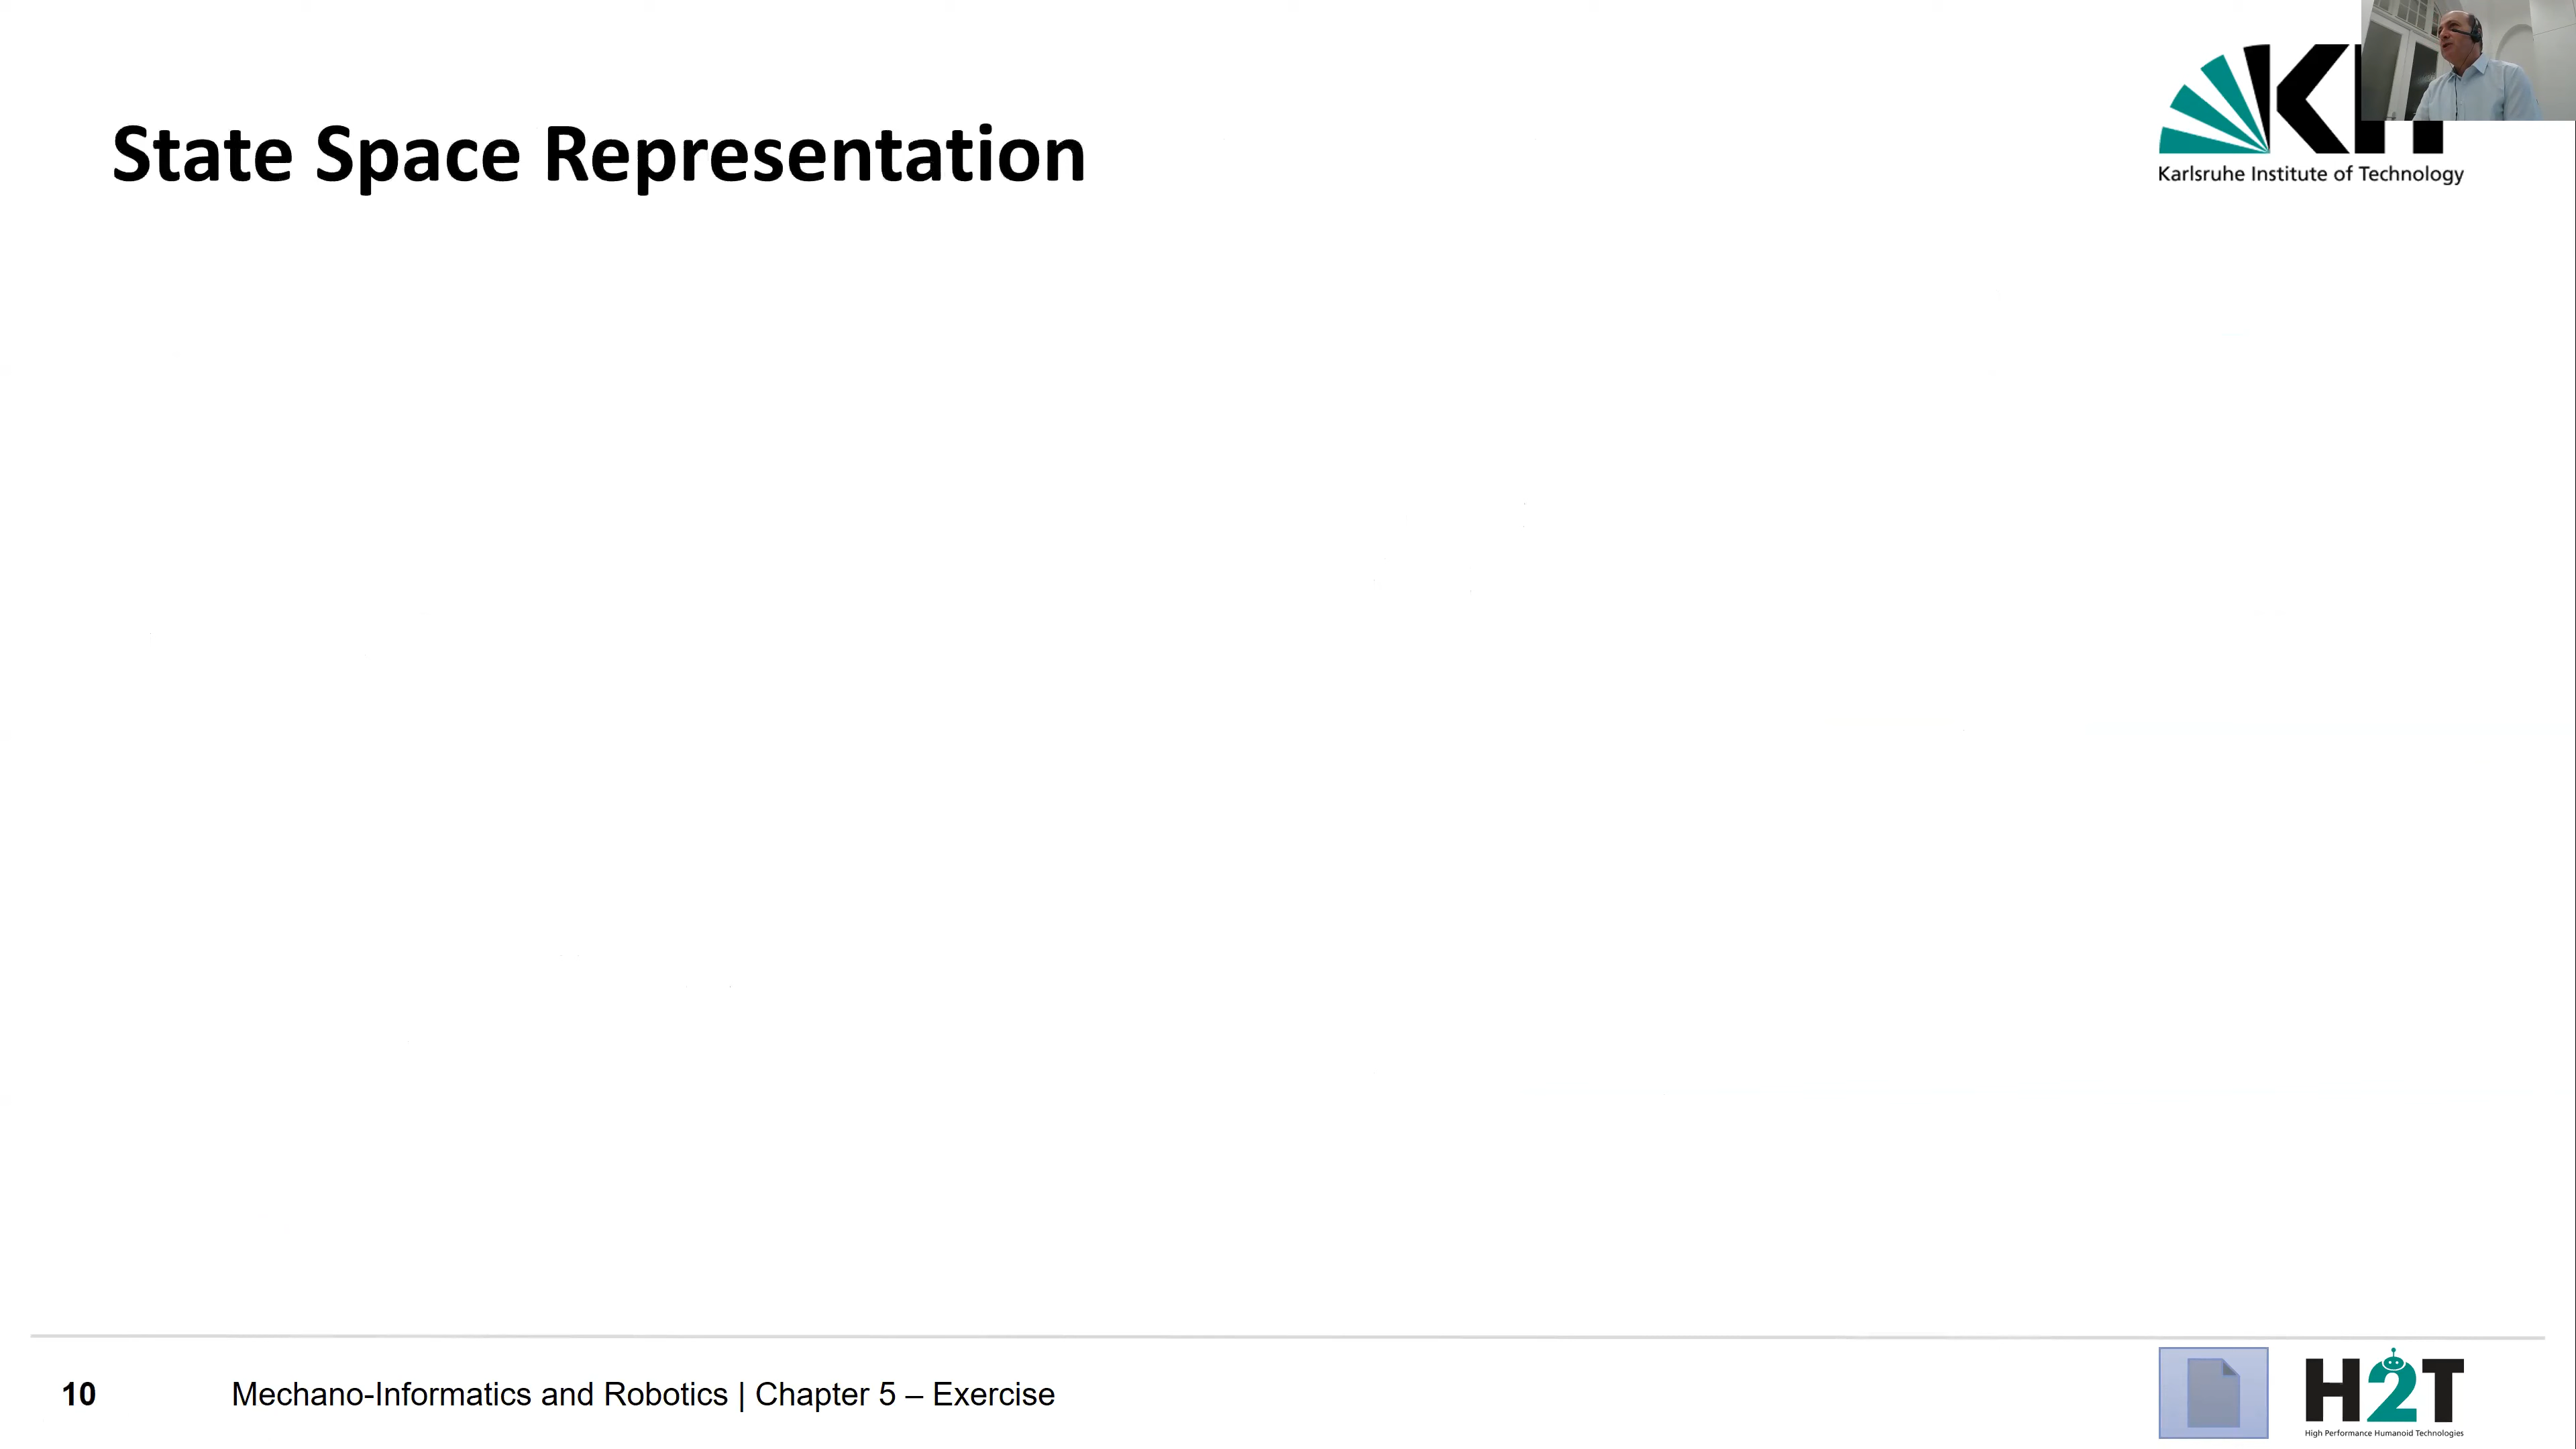 State Space Representation
Karlsruhe Institute of Technology
10
Mechano-Informatics and Robotics | Chapter 5 – Exercise
H2T
High Performance Humanoid Technologies